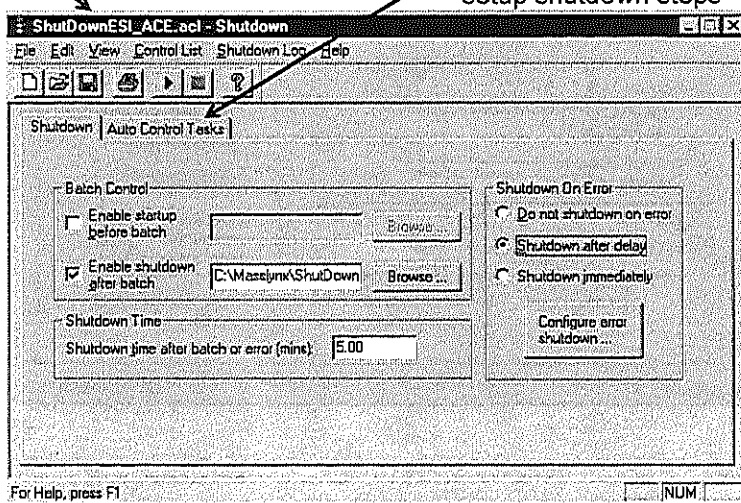 setup shutdown steps
ShutDownESI_ACE.acl - Shutdown
File Edit View Control List Shutdown Log Help
Shutdown Auto Control Tasks
Batch Control
Enable startup
before batch
Browse ...
Enable shutdown
after batch
C:\Masslynx\ShutDown
Browse ...
Shutdown Time
Shutdown time after batch or error (mins):
5.00
Shutdown On Error
Do not shutdown on error
Shutdown after delay
Shutdown immediately
Configure error
shutdown ...
For Help, press F1
NUM